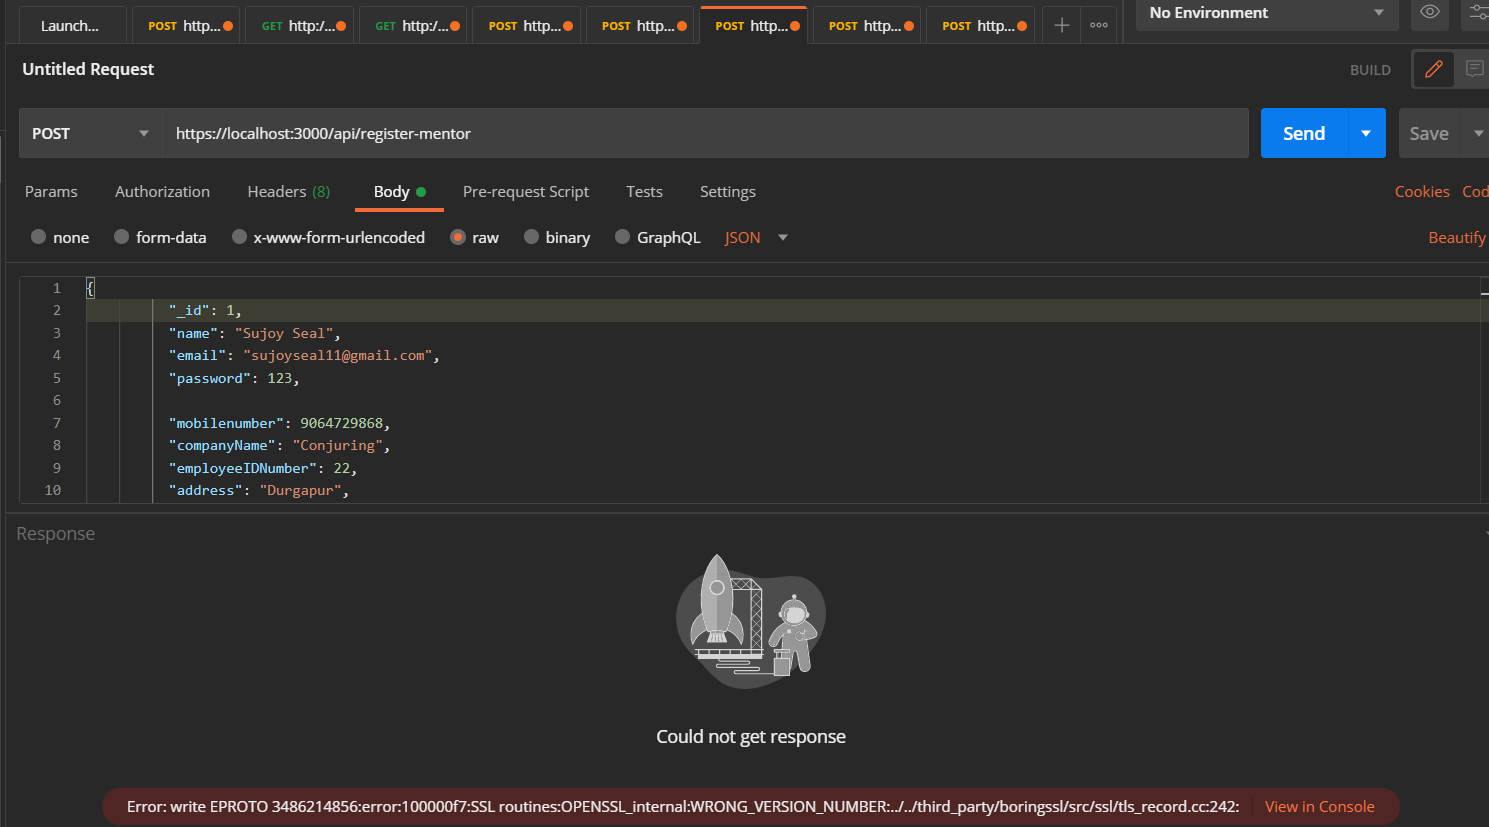 Launch... POST http... GET http:/... GET http:/... POST http... POST http... POST http... POST http... POST http... No Environment
Untitled Request BUILD
POST https://localhost:3000/api/register-mentor Send Save
Params Authorization Headers (8) Body Pre-request Script Tests Settings Cookies Cod
none form-data x-www-form-urlencoded raw binary GraphQL JSON Beautify
1 {
2 "_id": 1,
3 "name": "Sujoy Seal",
4 "email": "sujoyseal11@gmail.com",
5 "password": 123,
6
7 "mobilenumber": 9064729868,
8 "companyName": "Conjuring",
9 "employeeIDNumber": 22,
10 "address": "Durgapur",
Response
Could not get response
Error: write EPROTO 3486214856:error:100000f7:SSL routines:OPENSSL_internal:WRONG_VERSION_NUMBER:../../third_party/boringssl/src/ssl/tls_record.cc:242: View in Console